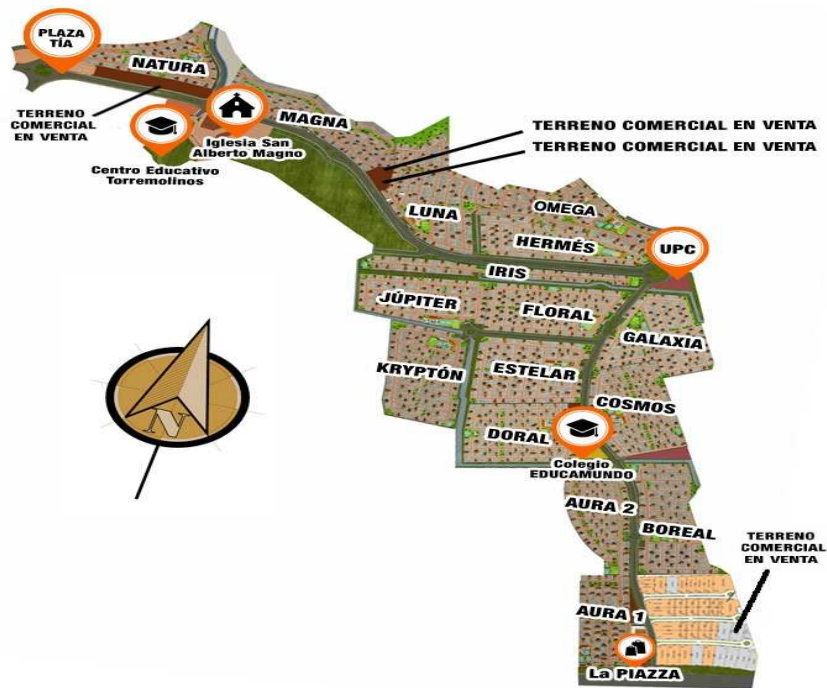 PLAZA
TÍA
NATURA
TERRENO
COMERCIAL
EN VENTA
Iglesia San
Alberto Magno
MAGNA
Centro Educativo
Torremolinos
TERRENO COMERCIAL EN VENTA
TERRENO COMERCIAL EN VENTA
LUNA
OMEGA
HERMÉS
UPC
IRIS
JÚPITER
FLORAL
GALAXIA
KRYPTÓN
ESTELAR
COSMOS
DORAL
Colegio
EDUCAMUNDO
N
AURA 2
BOREAL
TERRENO
COMERCIAL
EN VENTA
AURA 1
La PIAZZA